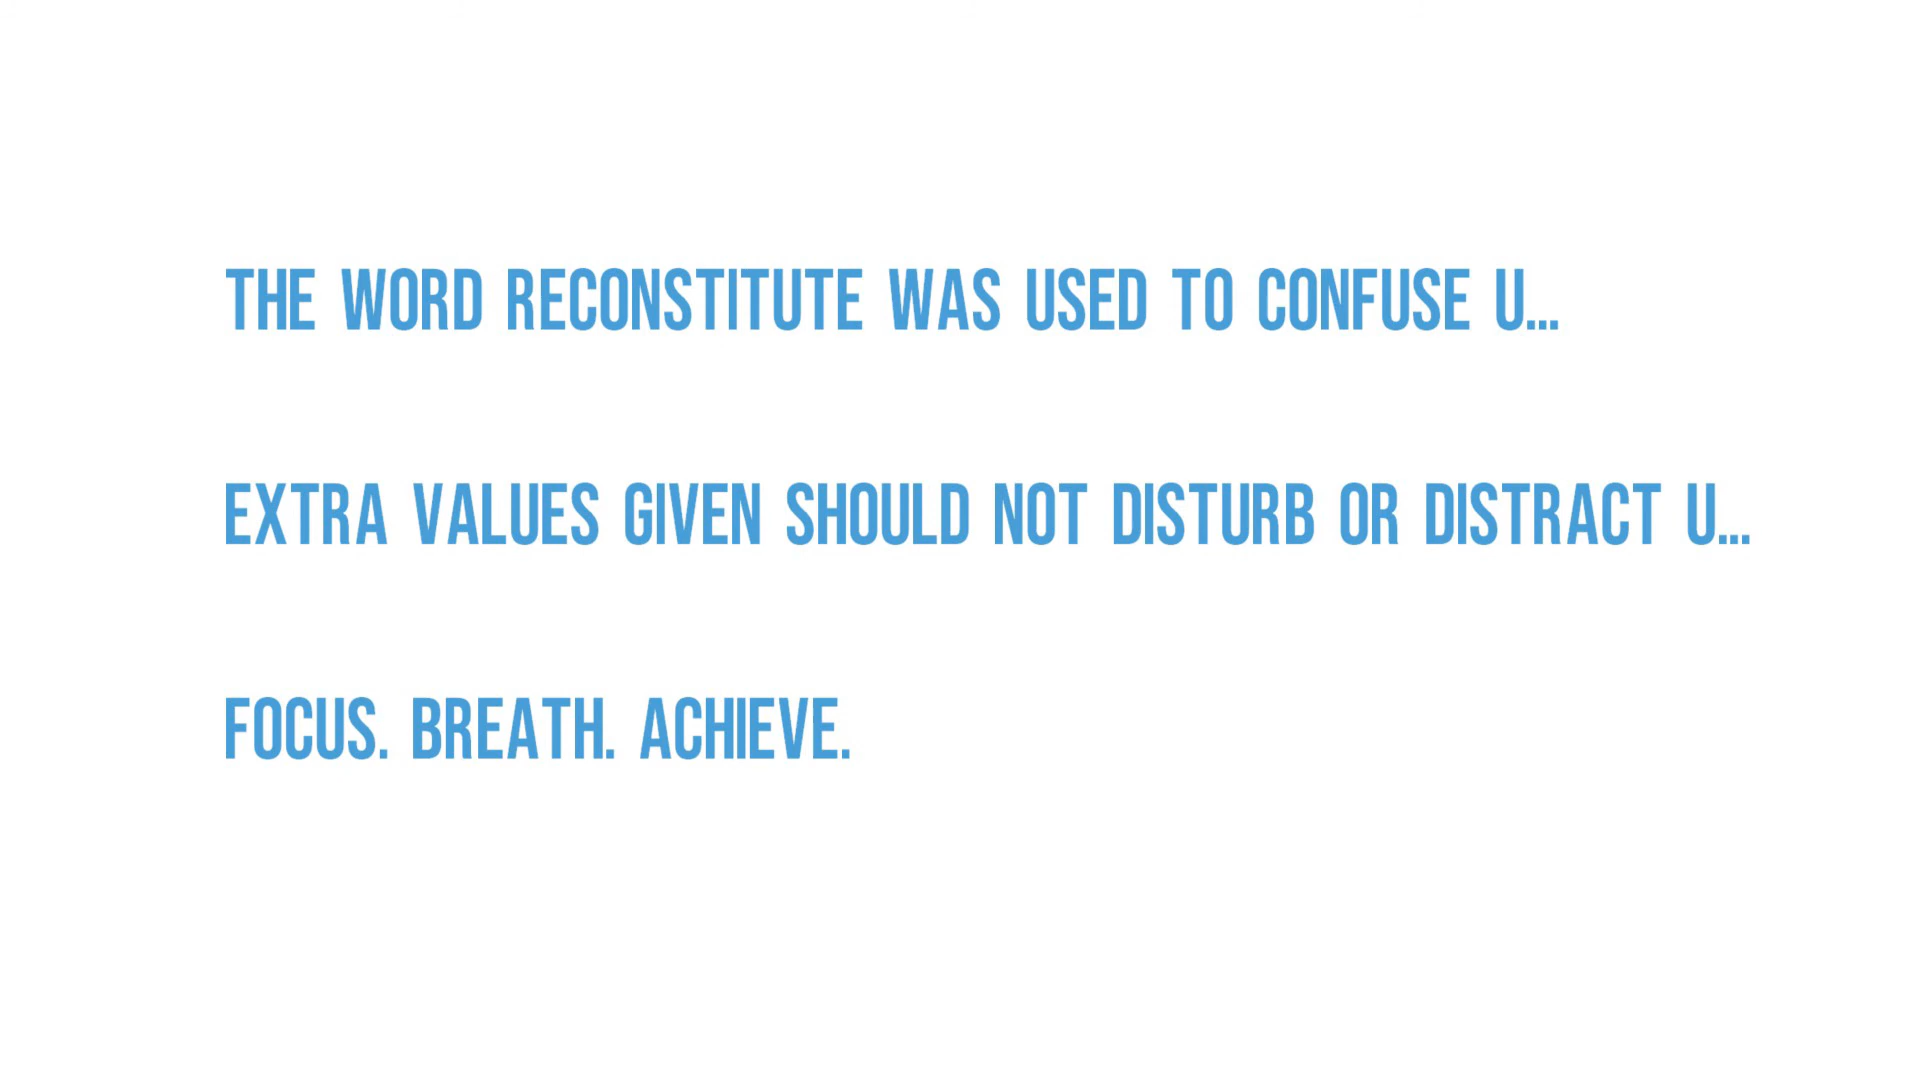 THE WORD RECONSTITUTE WAS USED TO CONFUSE U...
EXTRA VALUES GIVEN SHOULD NOT DISTURB OR DISTRACT U...
FOCUS. BREATH. ACHIEVE.